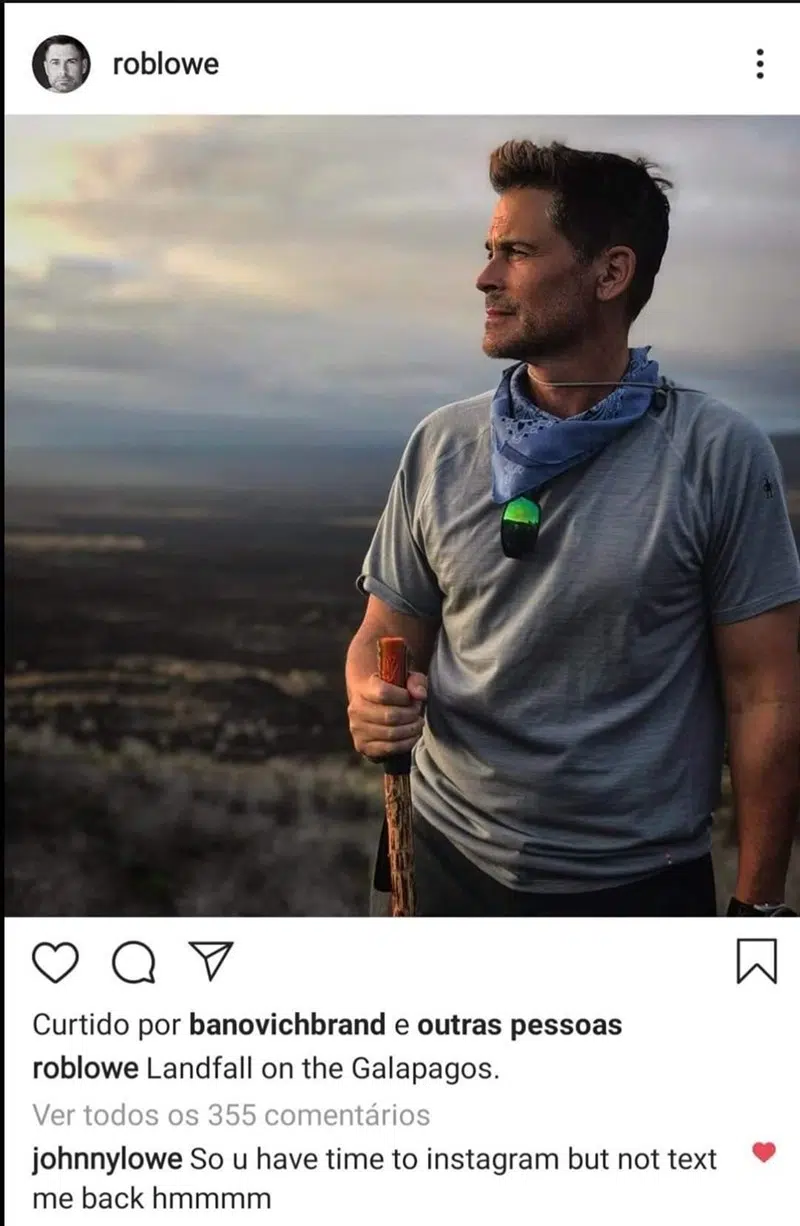 roblowe
Curtido por banovichbrand e outras pessoas
roblowe Landfall on the Galapagos.
Ver todos os 355 comentários
johnnylowe So u have time to instagram but not text
me back hmmmm